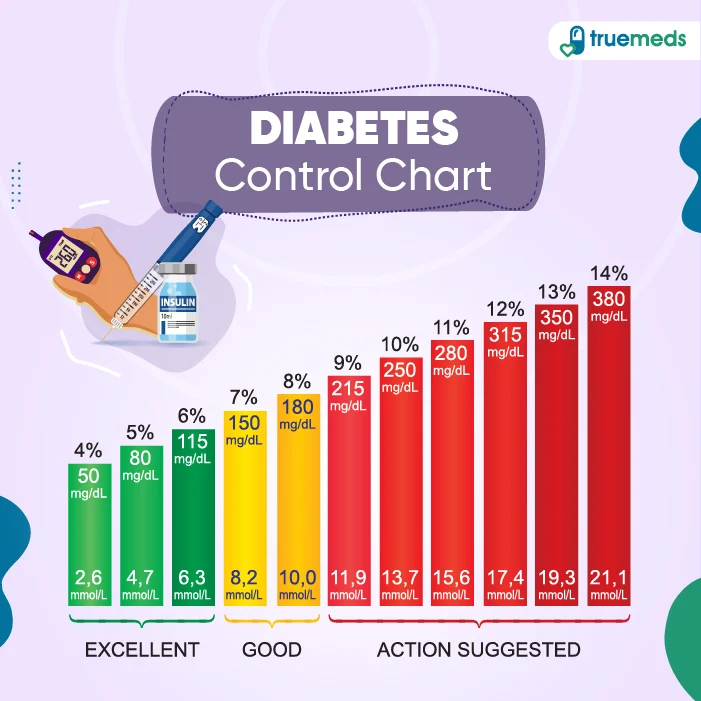 truemeds
DIABETES
Control Chart
260
INSULIN
10ml
4%
50
mg/dL
2,6
mmol/L
5%
80
mg/dL
4,7
mmol/L
6%
115
mg/dL
6,3
mmol/L
7%
150
mg/dL
8,2
mmol/L
8%
180
mg/dL
10,0
mmol/L
9%
215
mg/dL
11,9
mmol/L
10%
250
mg/dL
13,7
mmol/L
11%
280
mg/dL
15,6
mmol/L
12%
315
mg/dL
17,4
mmol/L
13%
350
mg/dL
19,3
mmol/L
14%
380
mg/dL
21,1
mmol/L
EXCELLENT
GOOD
ACTION SUGGESTED